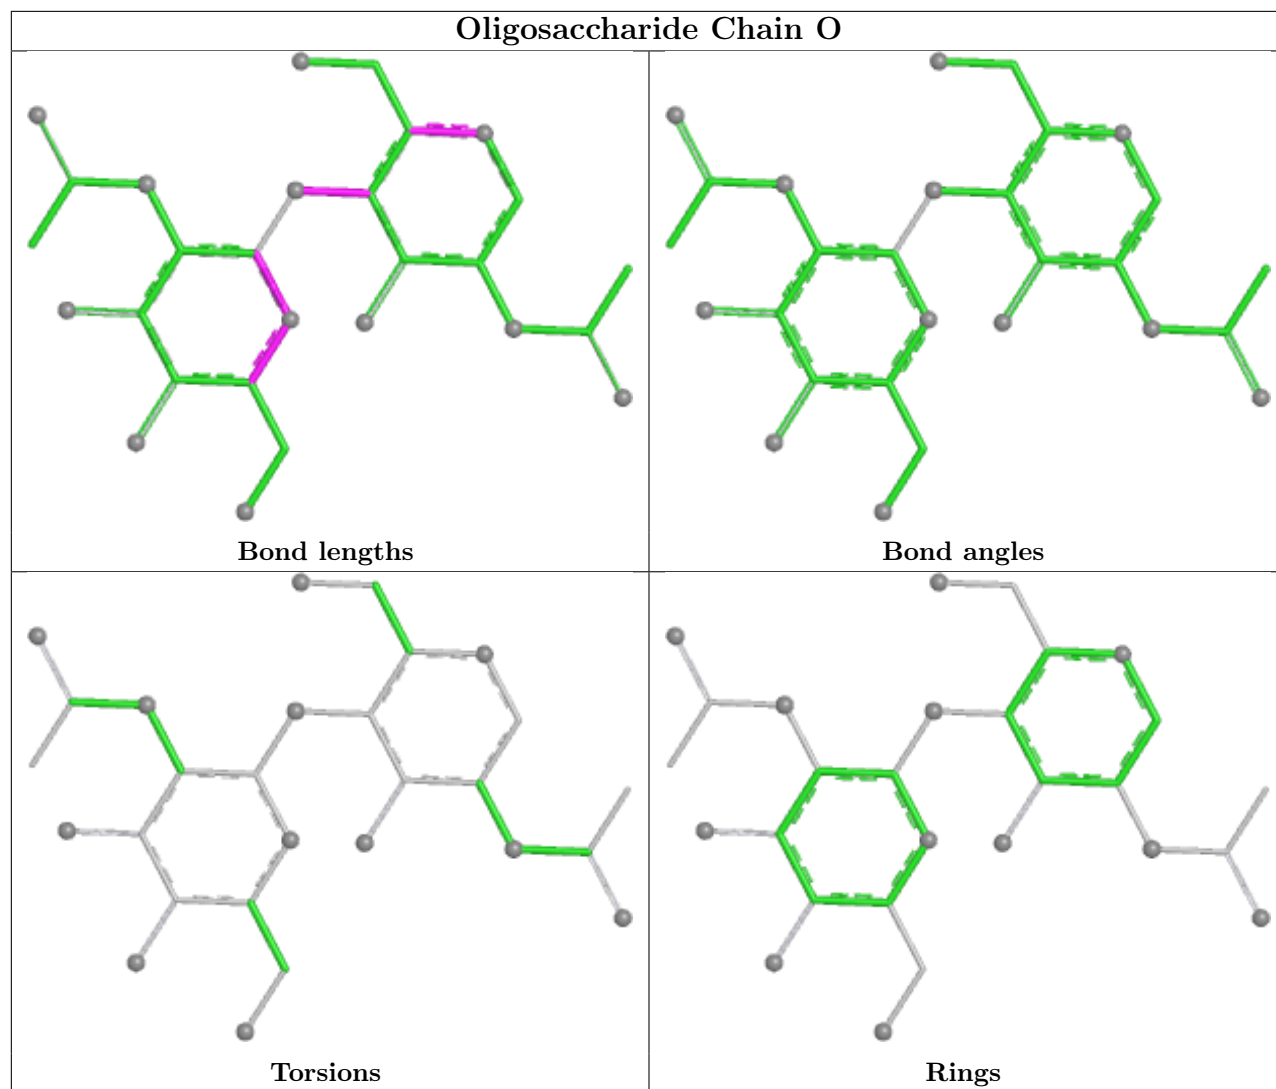 Oligosaccharide Chain O
Bond lengths
Bond angles
Torsions
Rings